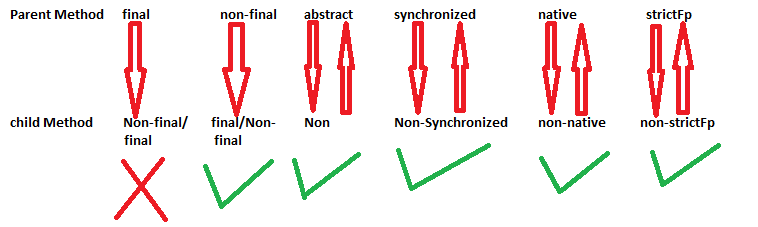 Parent Method final non-final abstract synchronized native strictFp
child Method Non-final/ final/Non- Non Non-Synchronized non-native non-strictFp
final final